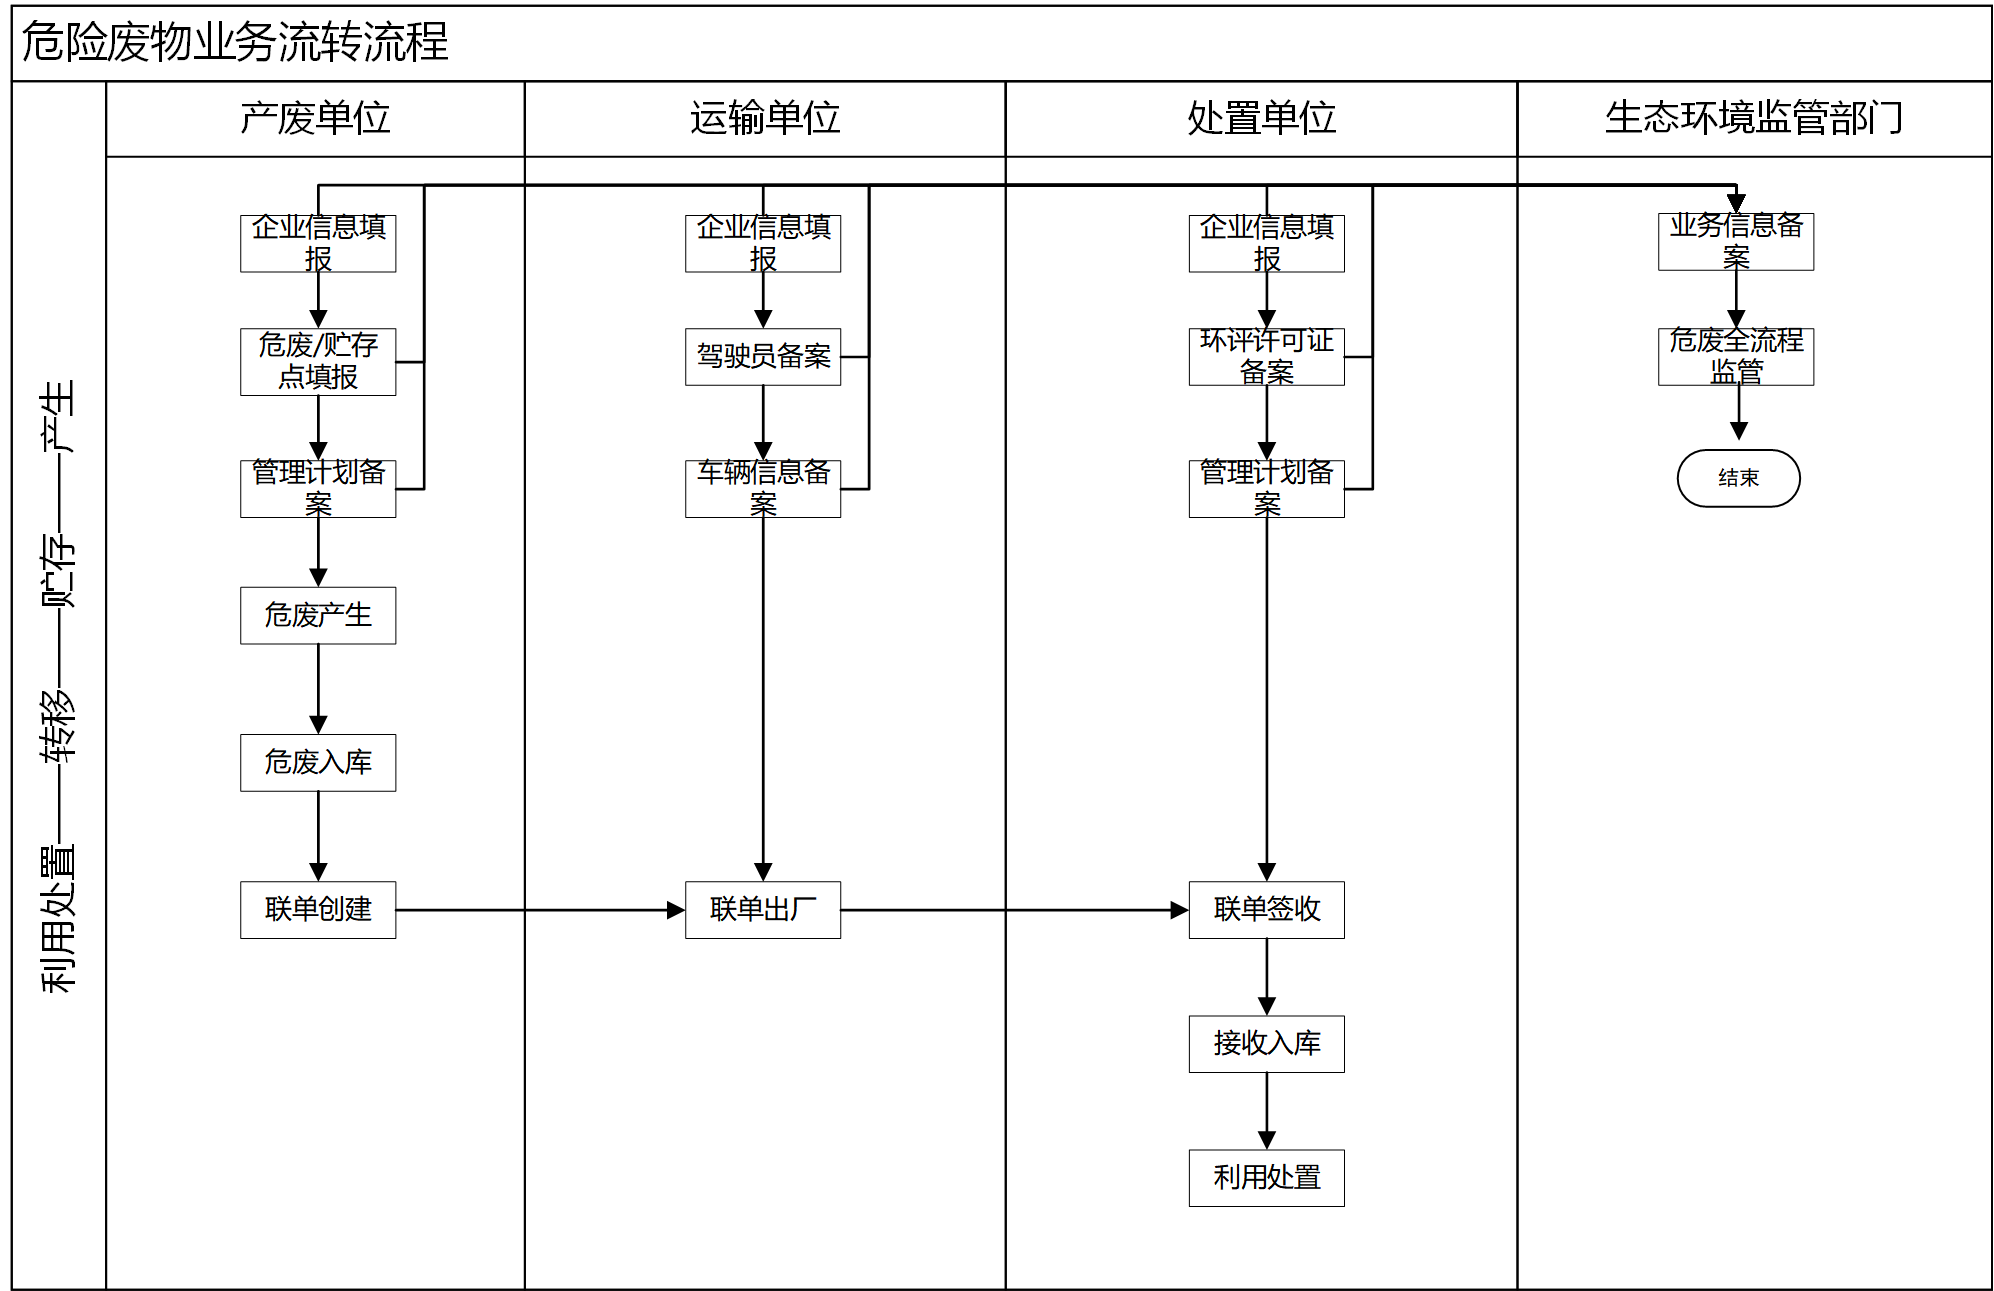 危险废物业务流转流程
产废单位
运输单位
处置单位
生态环境监管部门
利用处置——转移——贮存——产生
企业信息填
报
危废/贮存
点填报
管理计划备
案
危废产生
危废入库
联单创建
企业信息填
报
驾驶员备案
车辆信息备
案
联单出厂
企业信息填
报
环评许可证
备案
管理计划备
案
联单签收
接收入库
利用处置
业务信息备
案
危废全流程
监管
结束